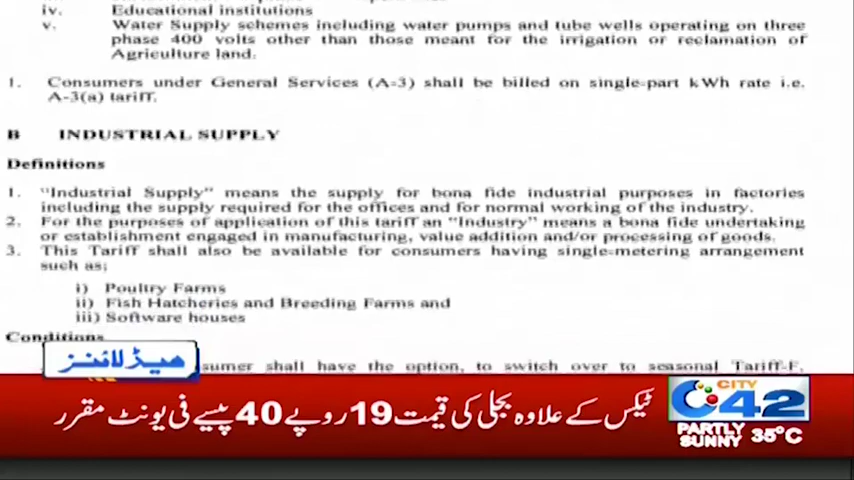 iv. Educational institutions
v. Water Supply schemes including water pumps and tube wells operating on three
phase 400 volts other than those meant for the irrigation or reclamation of
Agriculture land.
1. Consumers under General Services (A-3) shall be billed on single-part kWh rate i.e.
A-3(a) tariff.
B INDUSTRIAL SUPPLY
Definitions
1. "Industrial Supply" means the supply for bona fide industrial purposes in factories
including the supply required for the offices and for normal working of the industry.
2. For the purposes of application of this tariff an "Industry" means a bona fide undertaking
or establishment engaged in manufacturing, value addition and/or processing of goods.
3. This Tariff shall also be available for consumers having single-metering arrangement
such as;
i) Poultry Farms
ii) Fish Hatcheries and Breeding Farms and
iii) Software houses
Conditions
shall have the option, to switch over to seasonal Tariff-F,
ہیڈلائنز
ٹیکس کے علاوہ بجلی کی قیمت 19 روپے 40 پیسے فی یونٹ مقرر
CITY
42
PARTLY
SUNNY 35°C